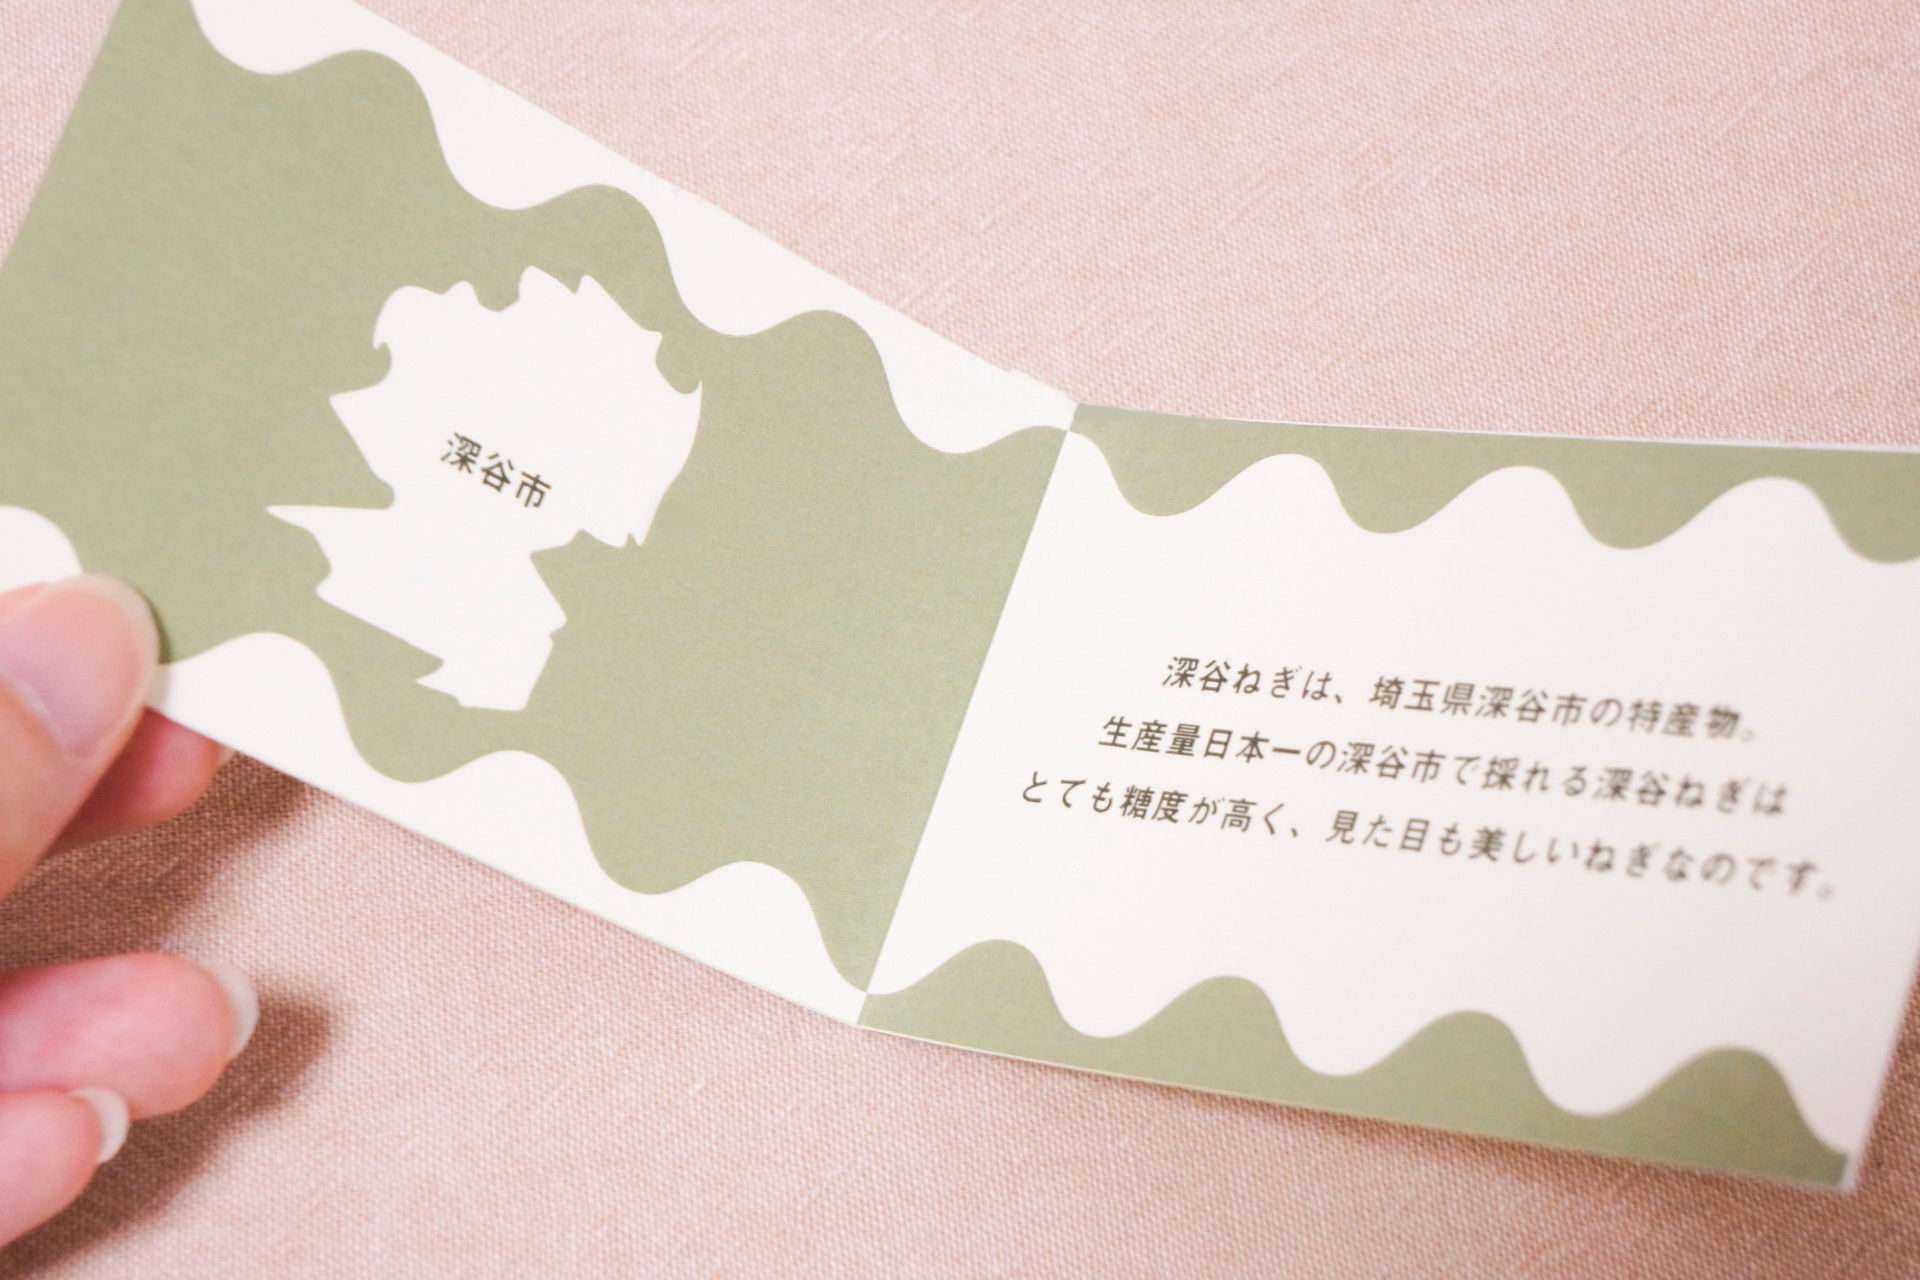 深谷市
深谷ねぎは、埼玉県深谷市の特産物。
生産量日本一の深谷市で採れる深谷ねぎは
とても糖度が高く、見た目も美しいねぎなのです。